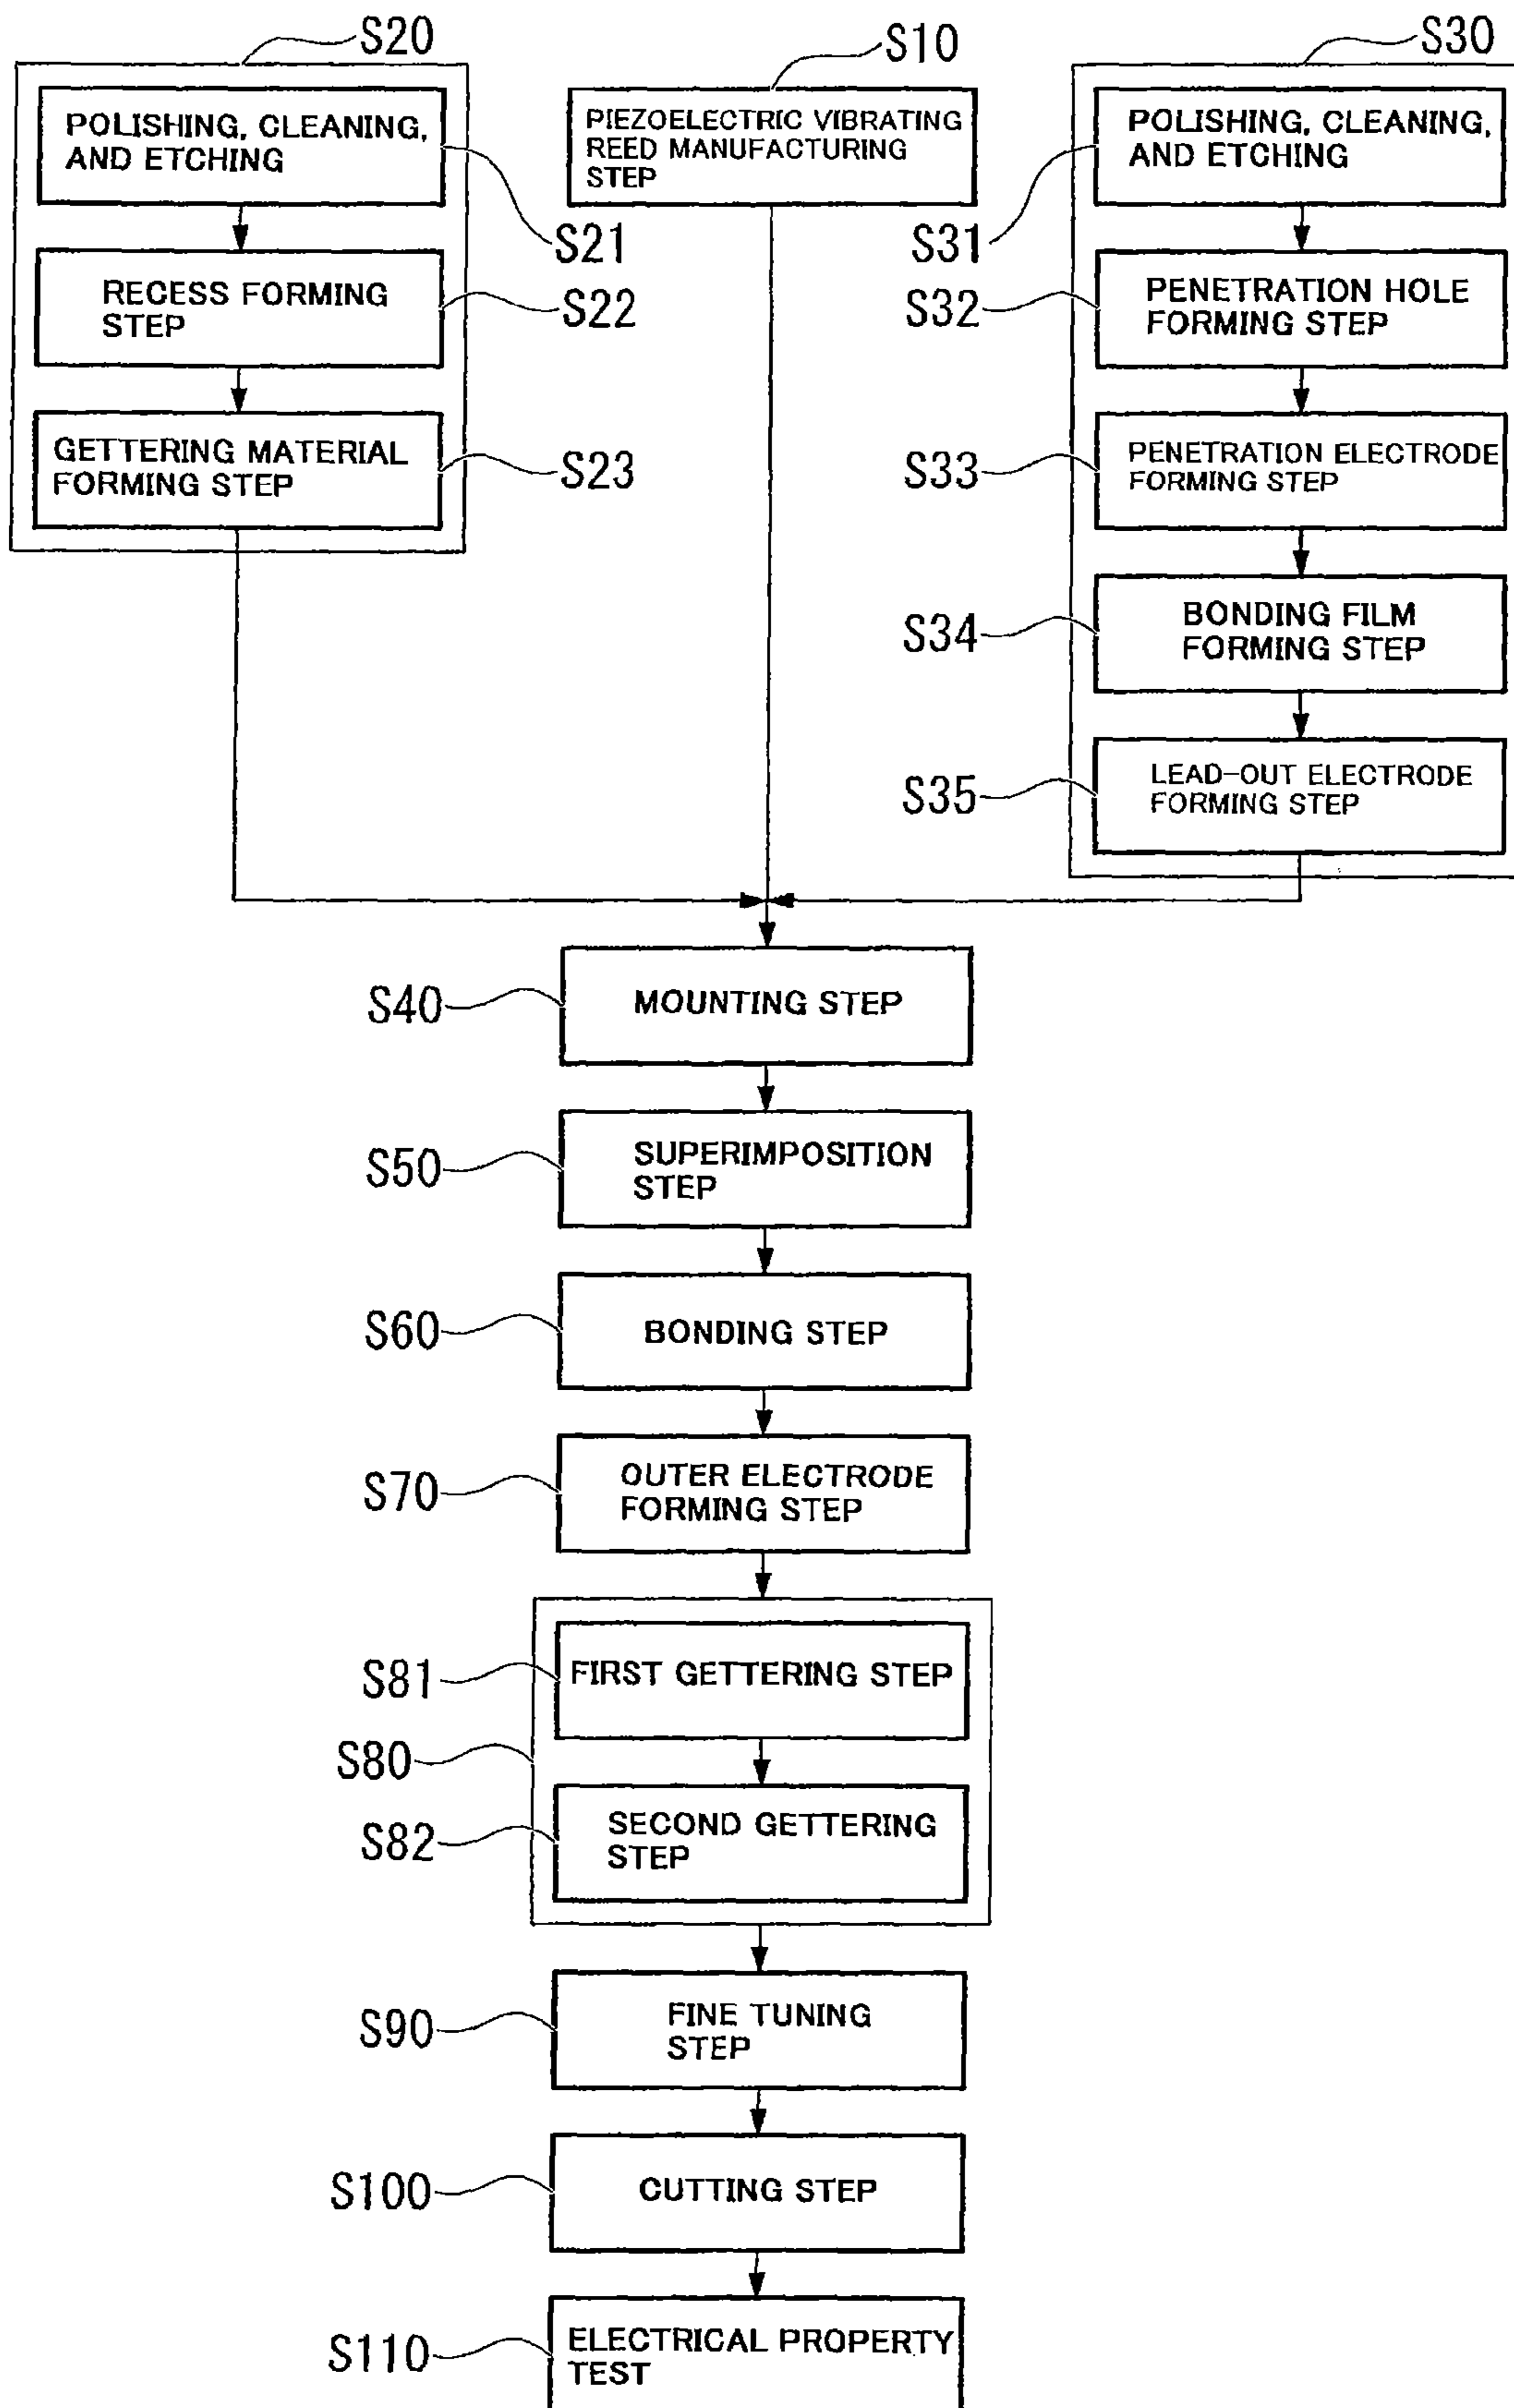 S20
POLISHING, CLEANING,
AND ETCHING
S21
RECESS FORMING
STEP
S22
GETTERING MATERIAL
FORMING STEP
S23
S10
PIEZOELECTRIC VIBRATING
REED MANUFACTURING
STEP
S30
POLISHING, CLEANING,
AND ETCHING
S31
PENETRATION HOLE
FORMING STEP
S32
PENETRATION ELECTRODE
FORMING STEP
S33
BONDING FILM
FORMING STEP
S34
LEAD-OUT ELECTRODE
FORMING STEP
S35
S40
MOUNTING STEP
S50
SUPERIMPOSITION
STEP
S60
BONDING STEP
S70
OUTER ELECTRODE
FORMING STEP
S80
S81
FIRST GETTERING STEP
S82
SECOND GETTERING
STEP
S90
FINE TUNING
STEP
S100
CUTTING STEP
S110
ELECTRICAL PROPERTY
TEST